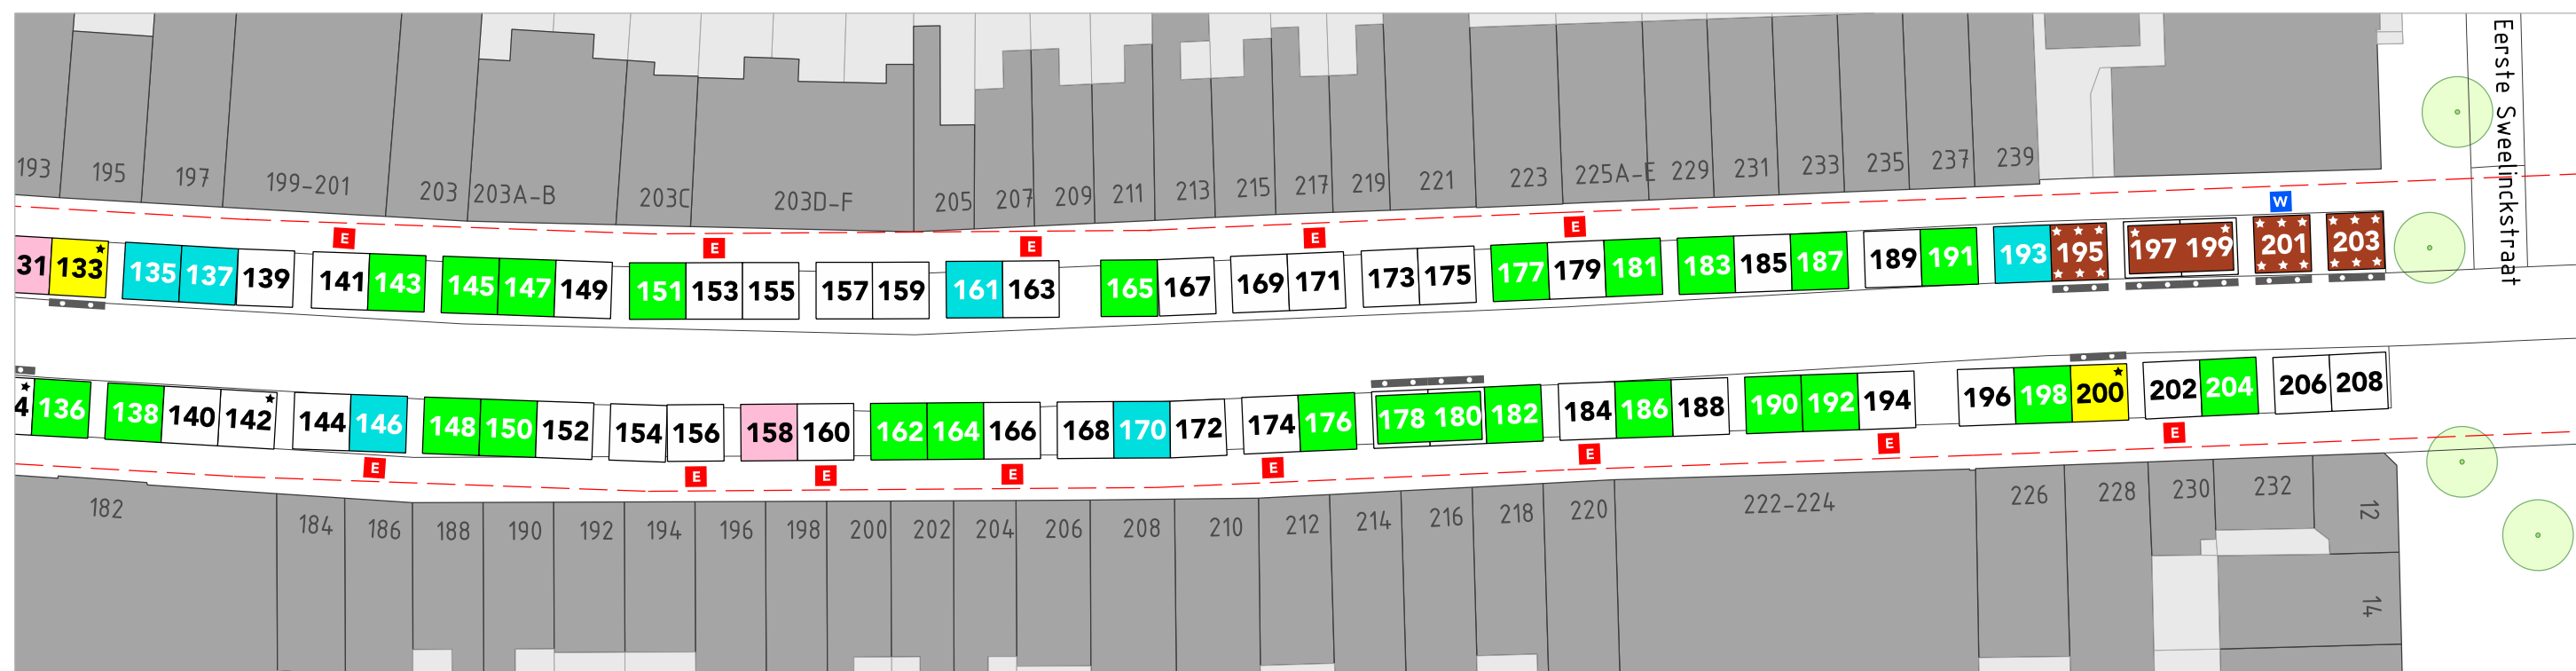 Eerste Sweelinckstraat
193 195 197 199-201 203 203A-B 203C 203D-F 205 207 209 211 213 215 217 219 221 223 225A-E 229 231 233 235 237 239
W
E E E E E
31 133 135 137 139 141 143 145 147 149 151 153 155 157 159 161 163 165 167 169 171 173 175 177 179 181 183 185 187 189 191 193 195 197 199 201 203
4 136 138 140 142 144 146 148 150 152 154 156 158 160 162 164 166 168 170 172 174 176 178 180 182 184 186 188 190 192 194 196 198 200 202 204 206 208
E E E E E E E E
182 184 186 188 190 192 194 196 198 200 202 204 206 208 210 212 214 216 218 220 222-224 226 228 230 232 12
14